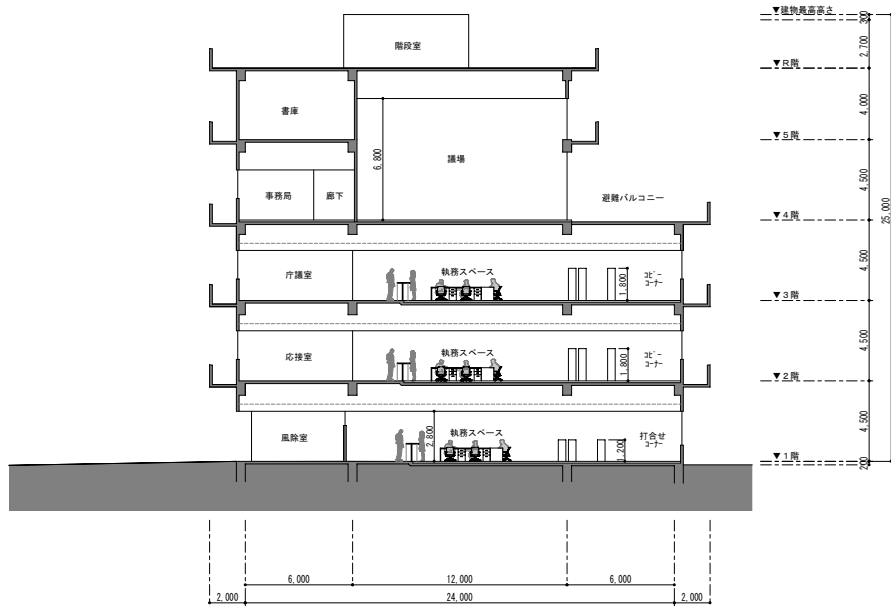 ▼建物最高高さ
300
階段室
2,700
▼R階
書庫
4,000
▼5階
6,800
議場
4,500
事務局
廊下
避難バルコニー
▼4階
25,000
4,500
庁議室
執務スペース
1,800
コピー
コーナー
▼3階
4,500
応接室
執務スペース
1,800
コピー
コーナー
▼2階
4,500
風除室
2,800
執務スペース
1,200
打合せ
コーナー
▼1階
200
6,000
12,000
6,000
2,000
24,000
2,000